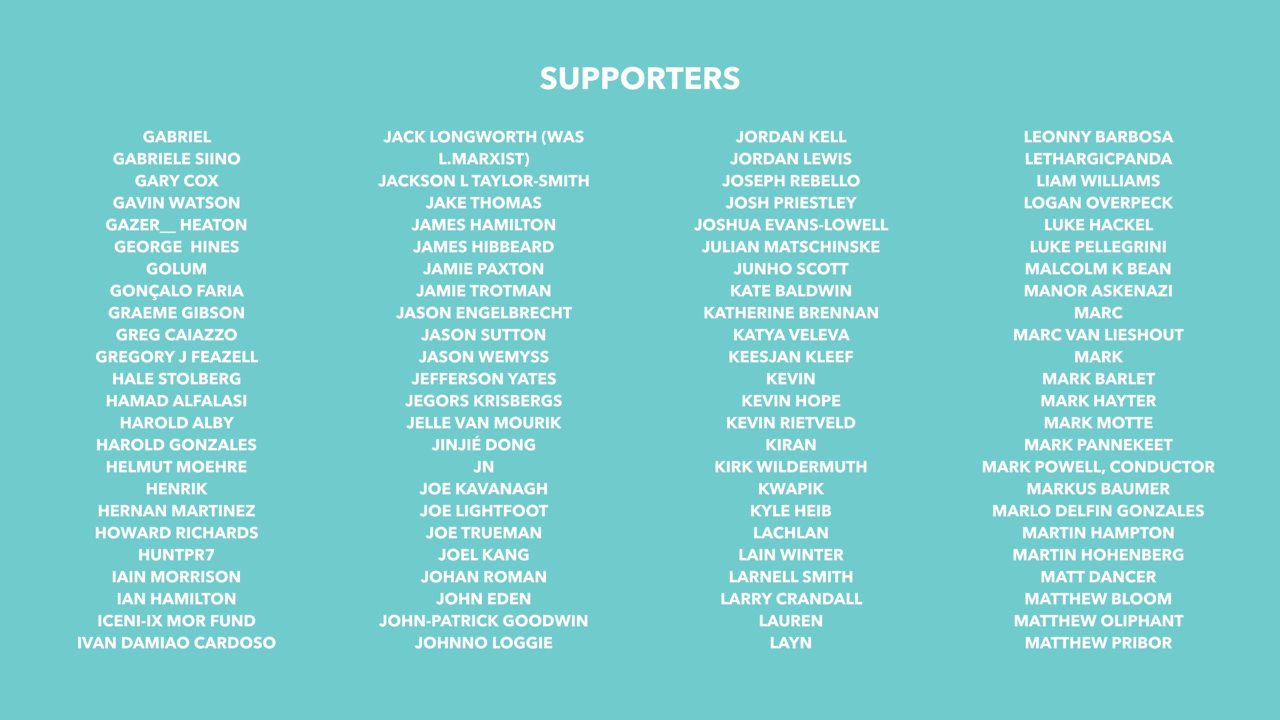 SUPPORTERS
GABRIEL
GABRIELE SIINO
GARY COX
GAVIN WATSON
GAZER__ HEATON
GEORGE  HINES
GOLUM
GONÇALO FARIA
GRAEME GIBSON
GREG CAIAZZO
GREGORY J FEAZELL
HALE STOLBERG
HAMAD ALFALASI
HAROLD ALBY
HAROLD GONZALES
HELMUT MOEHRE
HENRIK
HERNAN MARTINEZ
HOWARD RICHARDS
HUNTPR7
IAIN MORRISON
IAN HAMILTON
ICENI-IX MOR FUND
IVAN DAMIAO CARDOSO
JACK LONGWORTH (WAS
L.MARXIST)
JACKSON L TAYLOR-SMITH
JAKE THOMAS
JAMES HAMILTON
JAMES HIBBEARD
JAMIE PAXTON
JAMIE TROTMAN
JASON ENGELBRECHT
JASON SUTTON
JASON WEMYSS
JEFFERSON YATES
JEGORS KRISBERGS
JELLE VAN MOURIK
JINJIÉ DONG
JN
JOE KAVANAGH
JOE LIGHTFOOT
JOE TRUEMAN
JOEL KANG
JOHAN ROMAN
JOHN EDEN
JOHN-PATRICK GOODWIN
JOHNNO LOGGIE
JORDAN KELL
JORDAN LEWIS
JOSEPH REBELLO
JOSH PRIESTLEY
JOSHUA EVANS-LOWELL
JULIAN MATSCHINSKE
JUNHO SCOTT
KATE BALDWIN
KATHERINE BRENNAN
KATYA VELEVA
KEESJAN KLEEF
KEVIN
KEVIN HOPE
KEVIN RIETVELD
KIRAN
KIRK WILDERMUTH
KWAPIK
KYLE HEIB
LACHLAN
LAIN WINTER
LARNELL SMITH
LARRY CRANDALL
LAUREN
LAYN
LEONNY BARBOSA
LETHARGICPANDA
LIAM WILLIAMS
LOGAN OVERPECK
LUKE HACKEL
LUKE PELLEGRINI
MALCOLM K BEAN
MANOR ASKENAZI
MARC
MARC VAN LIESHOUT
MARK
MARK BARLET
MARK HAYTER
MARK MOTTE
MARK PANNEKEET
MARK POWELL, CONDUCTOR
MARKUS BAUMER
MARLO DELFIN GONZALES
MARTIN HAMPTON
MARTIN HOHENBERG
MATT DANCER
MATTHEW BLOOM
MATTHEW OLIPHANT
MATTHEW PRIBOR